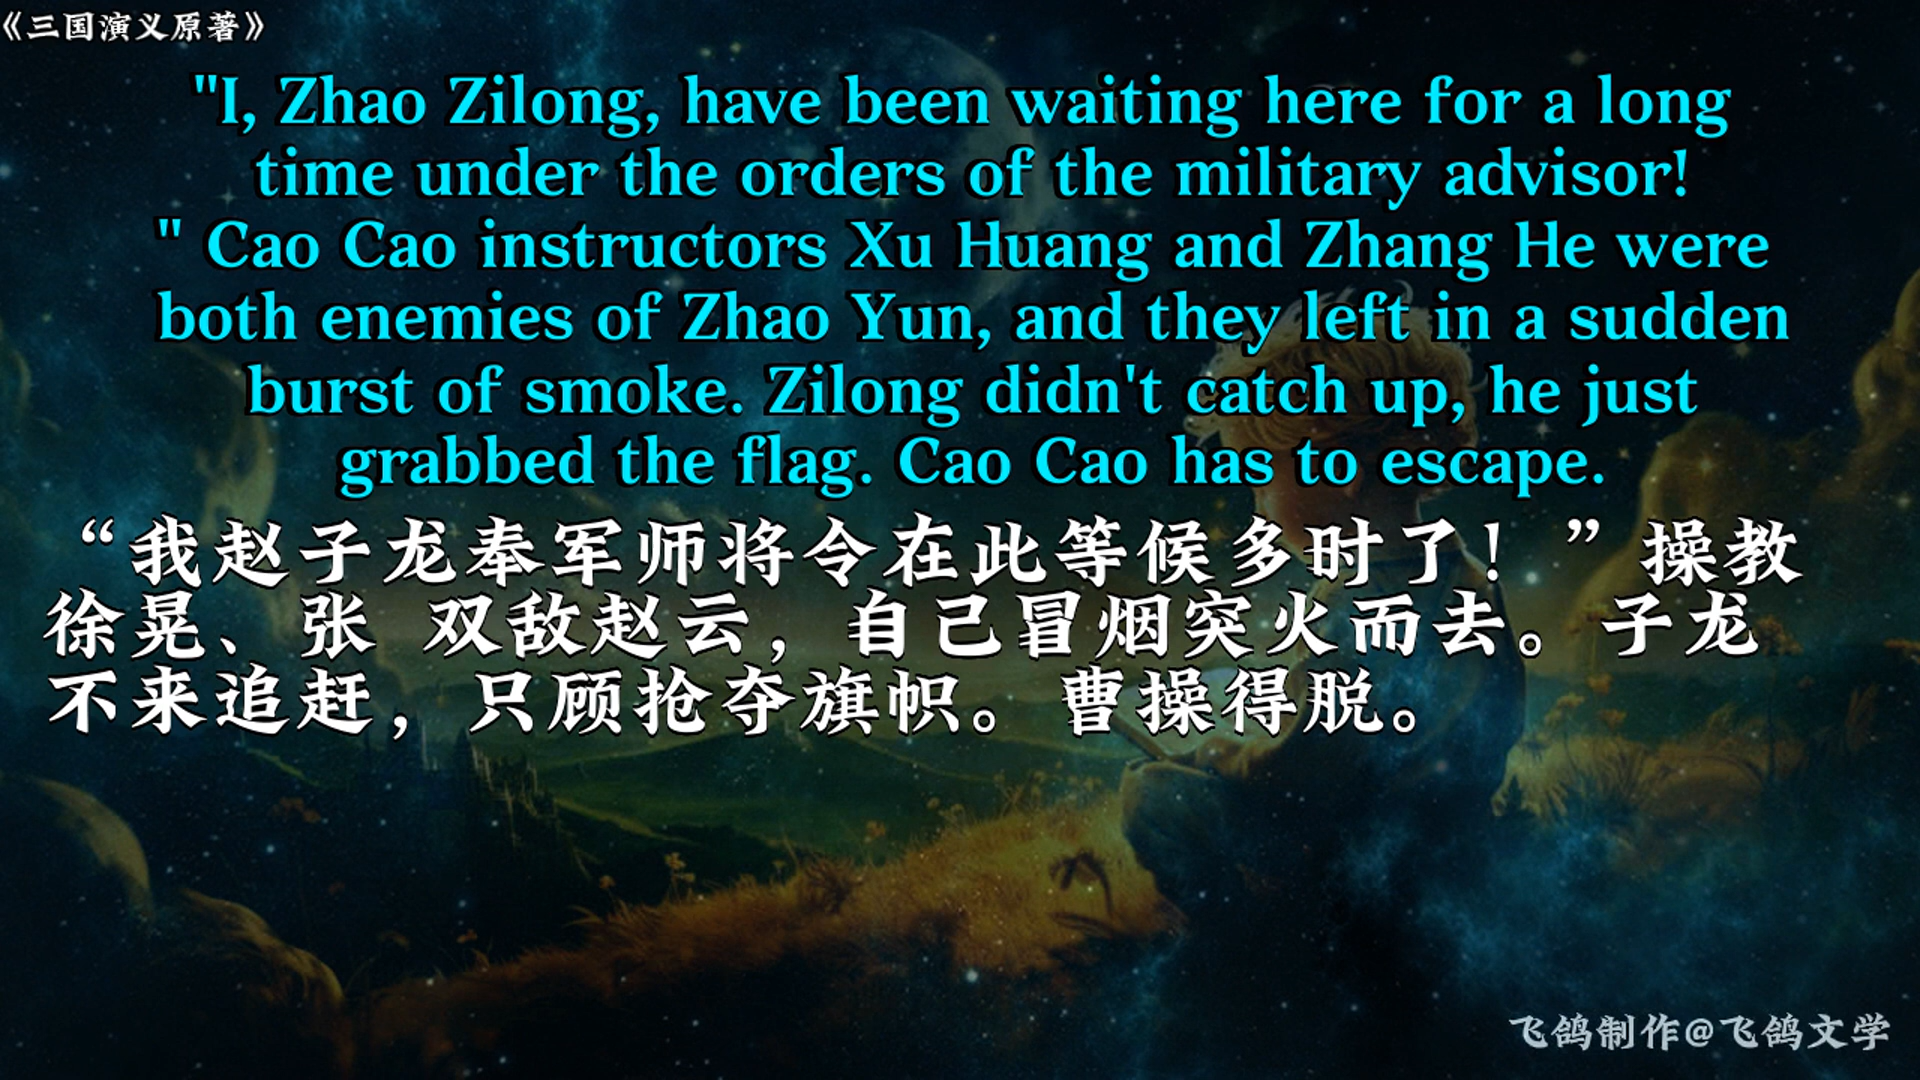 《三国演义原著》
"I, Zhao Zilong, have been waiting here for a long
time under the orders of the military advisor!
" Cao Cao instructors Xu Huang and Zhang He were
both enemies of Zhao Yun, and they left in a sudden
burst of smoke. Zilong didn't catch up, he just
grabbed the flag. Cao Cao has to escape.
“我赵子龙奉军师将令在此等候多时了！”操教
徐晃、张 双敌赵云，自己冒烟突火而去。子龙
不来追赶，只顾抢夺旗帜。曹操得脱。
飞鸽制作@飞鸽文学